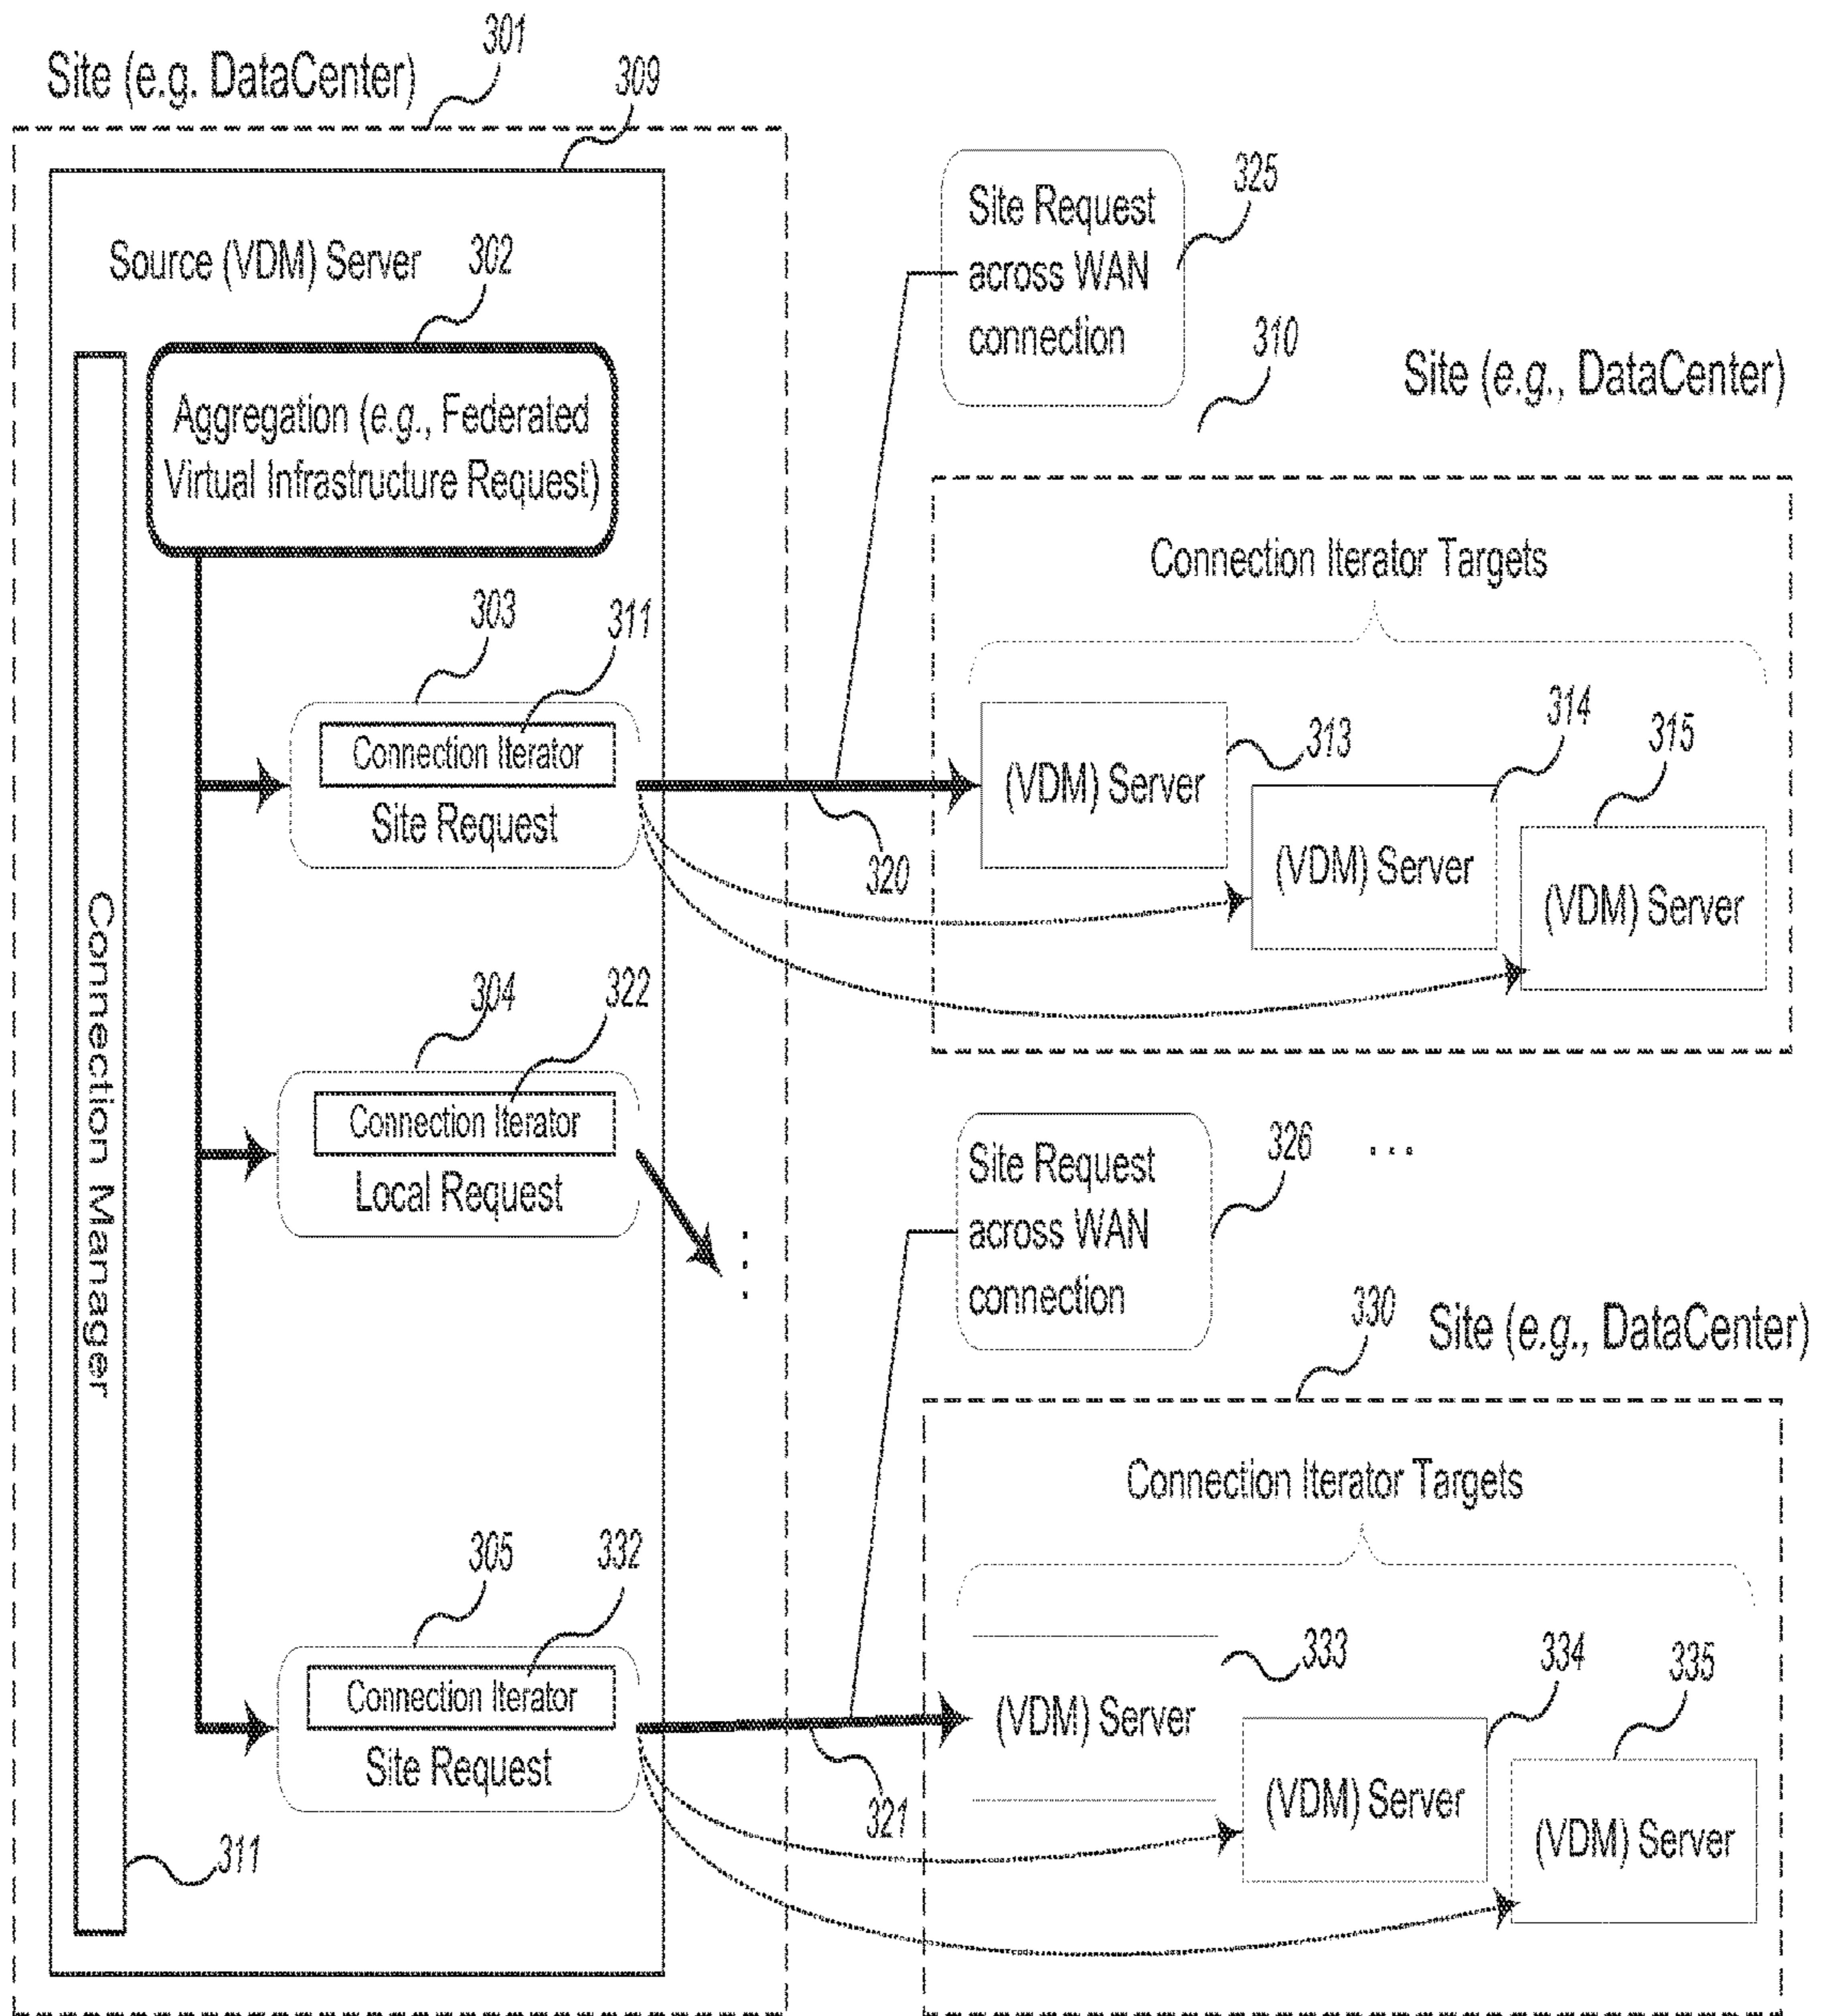 301
Site (e.g. DataCenter)
309
Source (VDM) Server
302
Aggregation (e.g., Federated
Virtual Infrastructure Request)
303
311
Connection Iterator
Site Request
304
322
Connection Iterator
Local Request
305
332
Connection Iterator
Site Request
Connection Manager
311
Site Request
across WAN
connection
325
310
Site (e.g., DataCenter)
Connection Iterator Targets
(VDM) Server
313
(VDM) Server
314
(VDM) Server
315
320
Site Request
across WAN
connection
326
...
330
Site (e.g., DataCenter)
Connection Iterator Targets
(VDM) Server
333
(VDM) Server
334
(VDM) Server
335
321